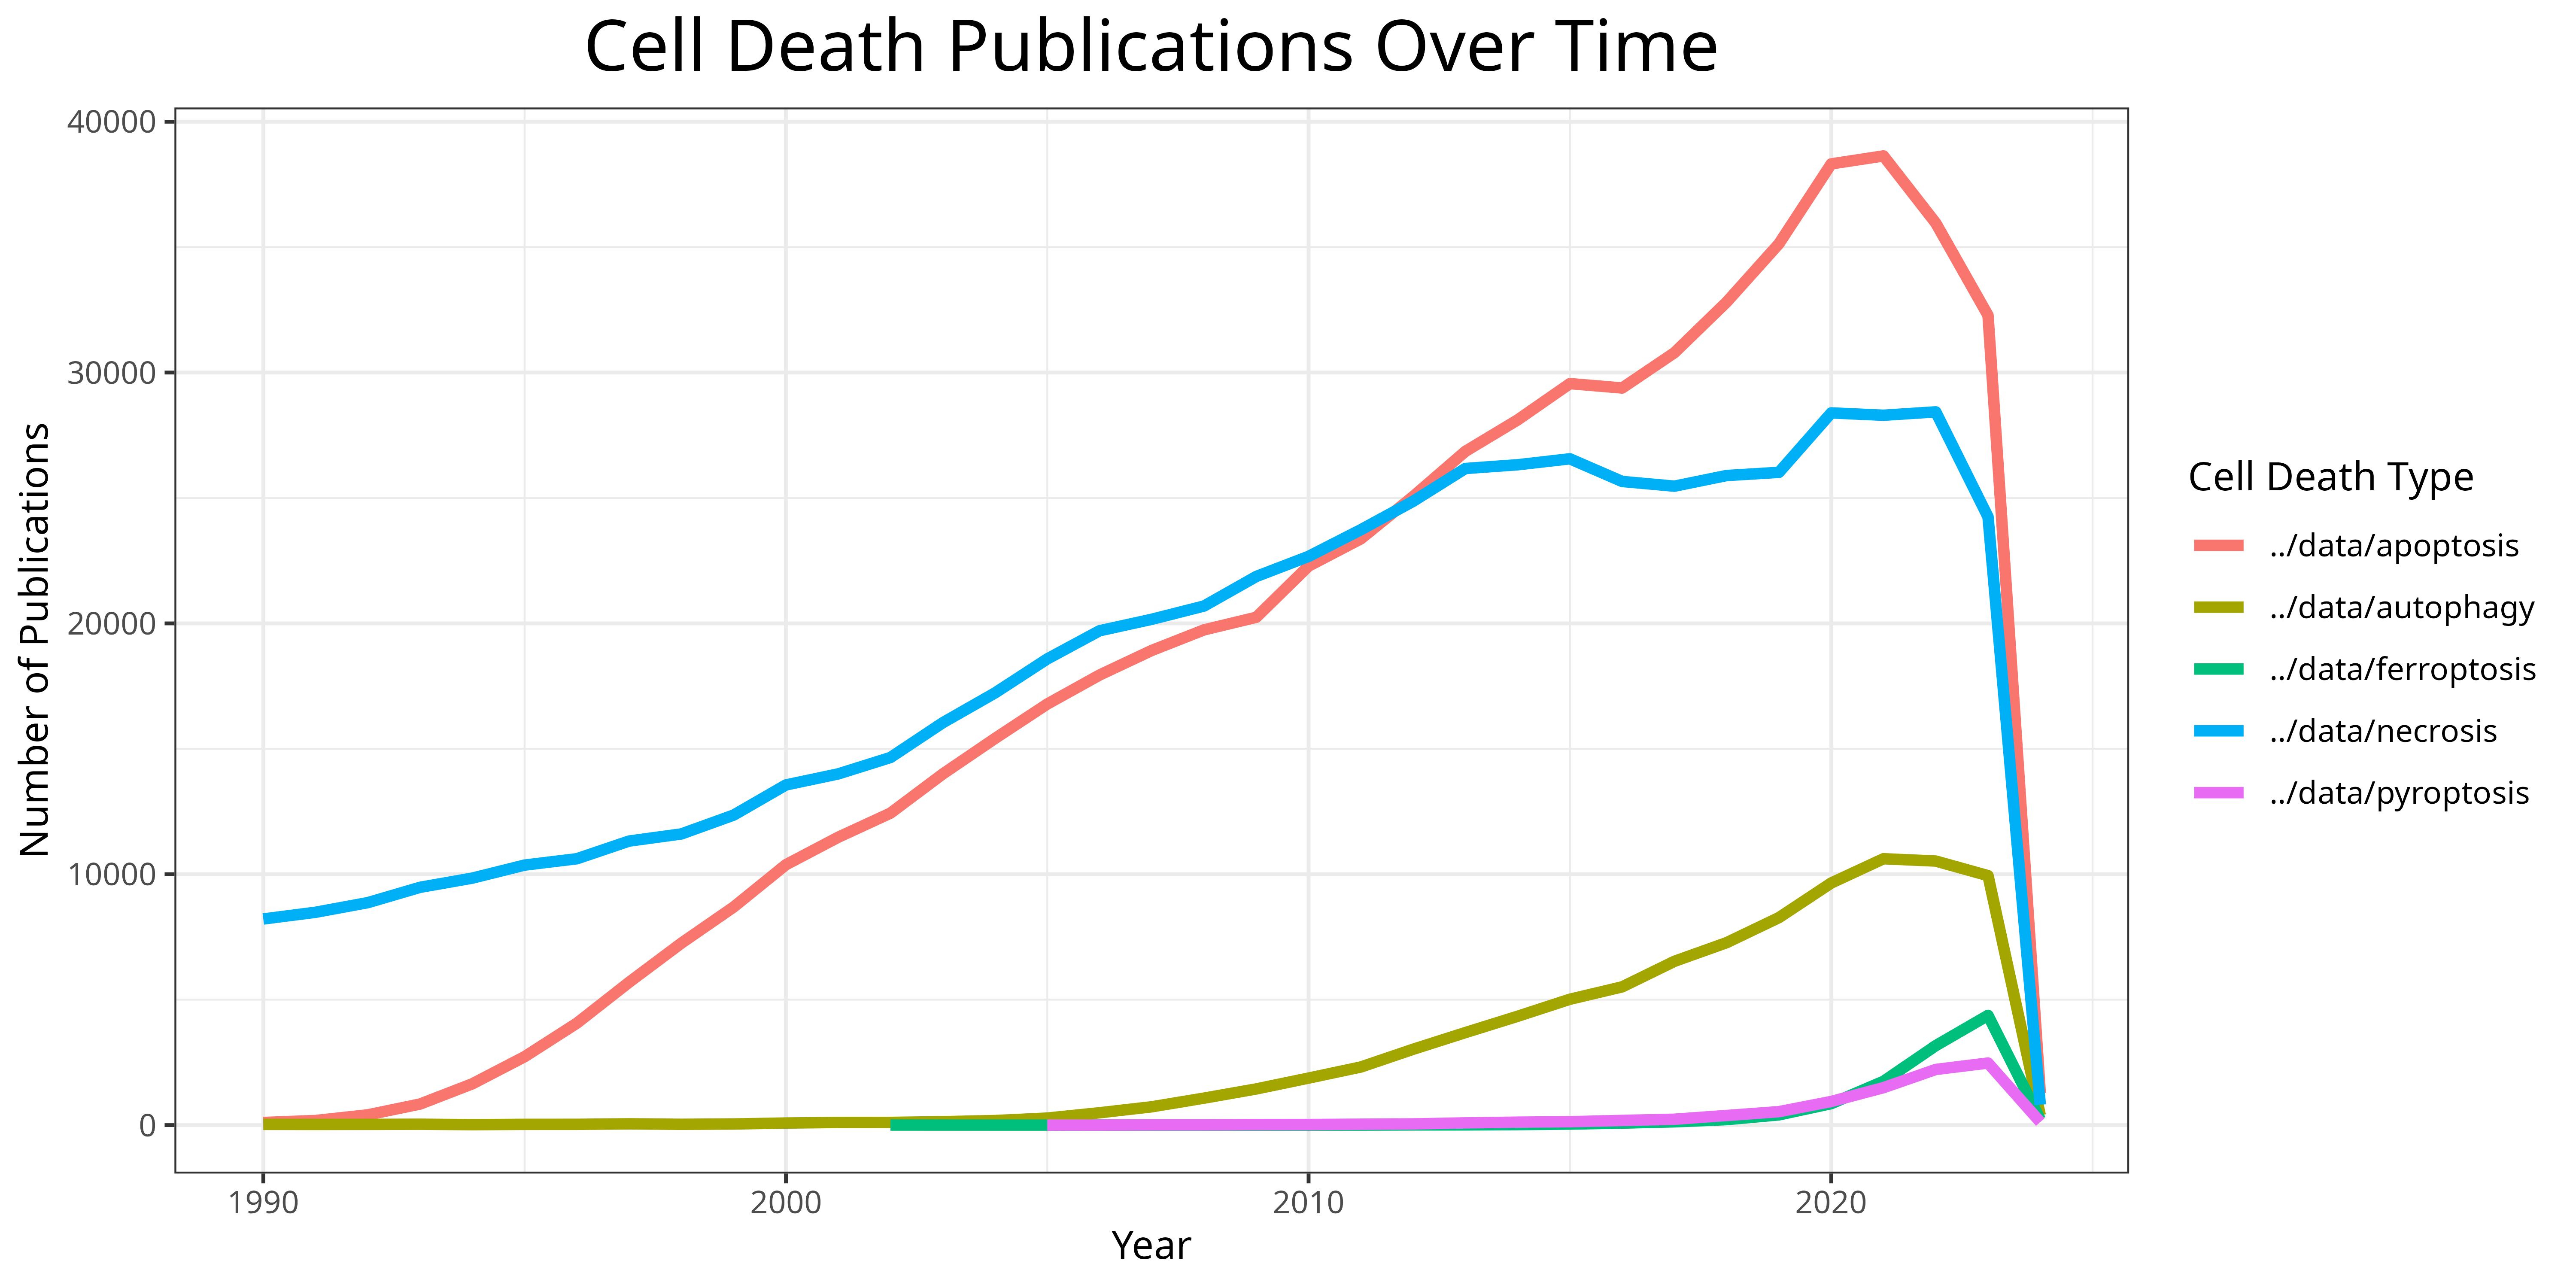 Cell Death Publications Over Time
Number of Publications
40000
30000
20000
10000
0
1990
2000
2010
2020
Year
Cell Death Type
../data/apoptosis
../data/autophagy
../data/ferroptosis
../data/necrosis
../data/pyroptosis